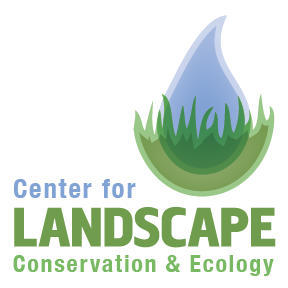 Center for
LANDSCAPE
Conservation & Ecology